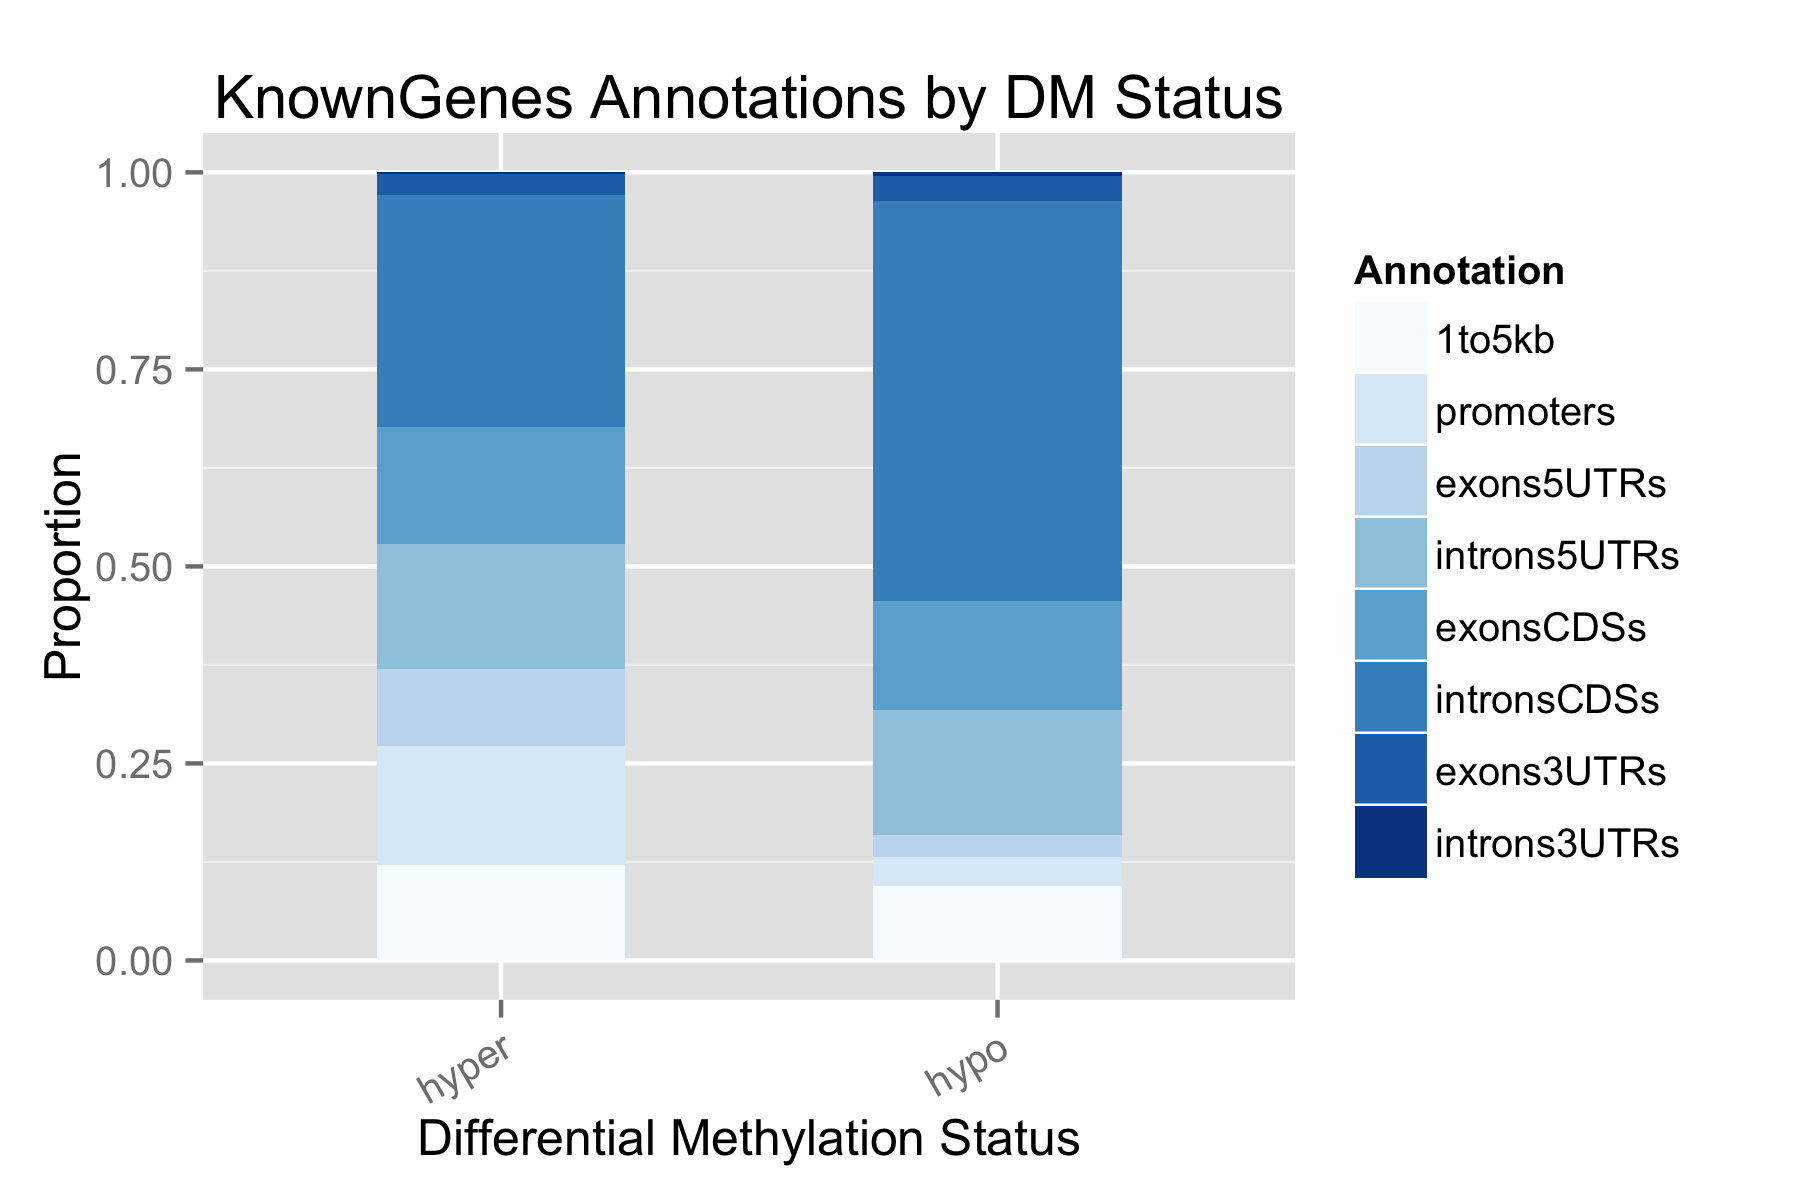 KnownGenes Annotations by DM Status
Proportion
1.00
0.75
0.50
0.25
0.00
hyper
hypo
Differential Methylation Status
Annotation
1to5kb
promoters
exons5UTRs
introns5UTRs
exonsCDSs
intronsCDSs
exons3UTRs
introns3UTRs